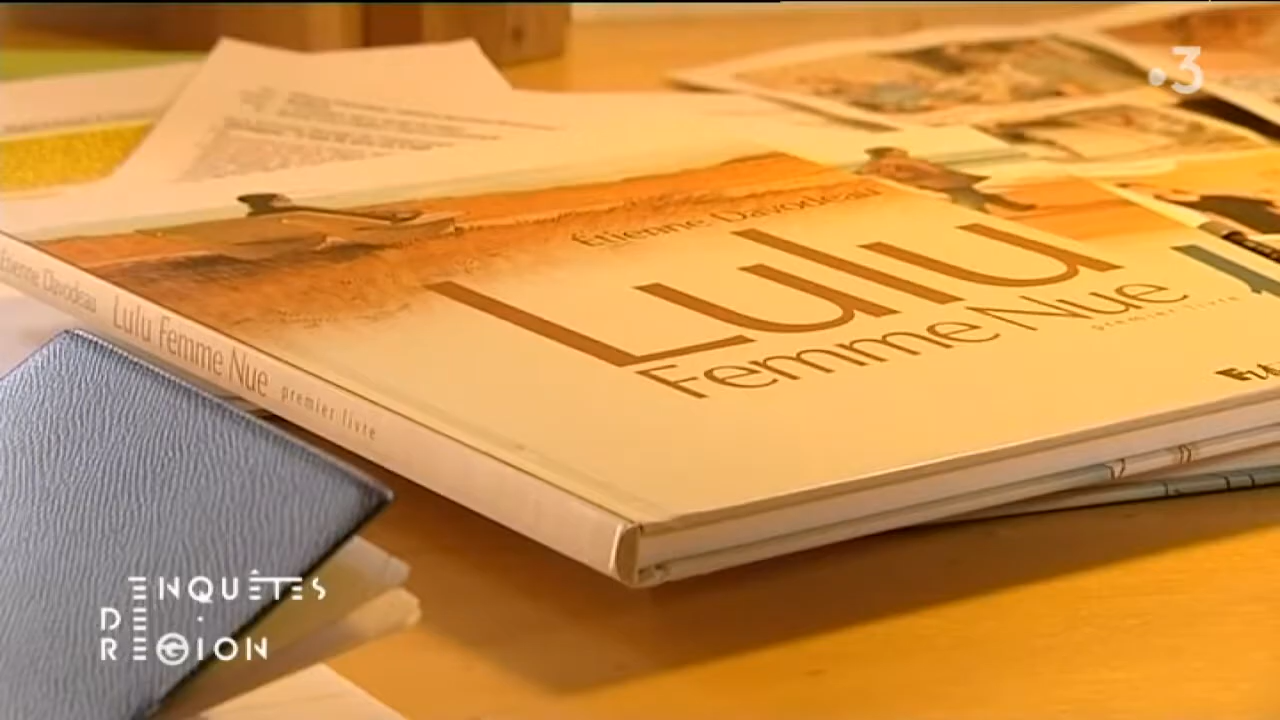 3
Étienne Davodeau
Lulu
Femme Nue
premier livre
Étienne Davodeau Lulu Femme Nue premier livre
ENQUÊTES
DE
RÉGION